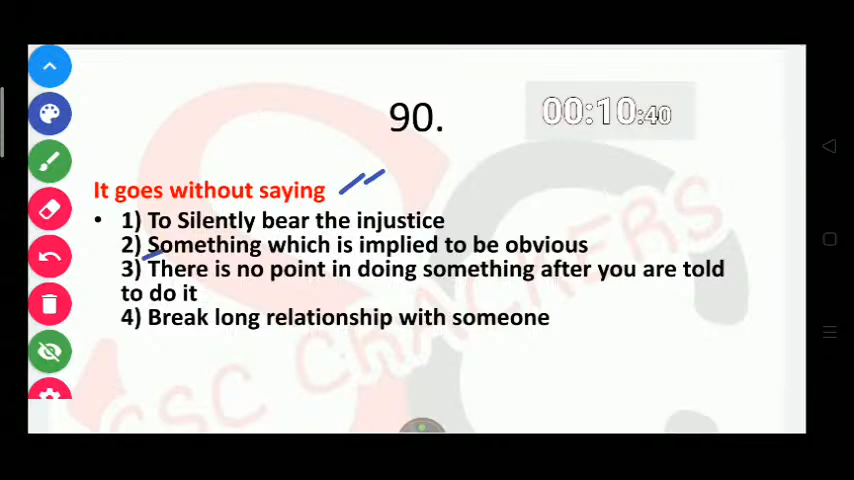 90.
00:10:40
It goes without saying
• 1) To Silently bear the injustice
2) Something which is implied to be obvious
3) There is no point in doing something after you are told
to do it
4) Break long relationship with someone
SSC CRACKERS